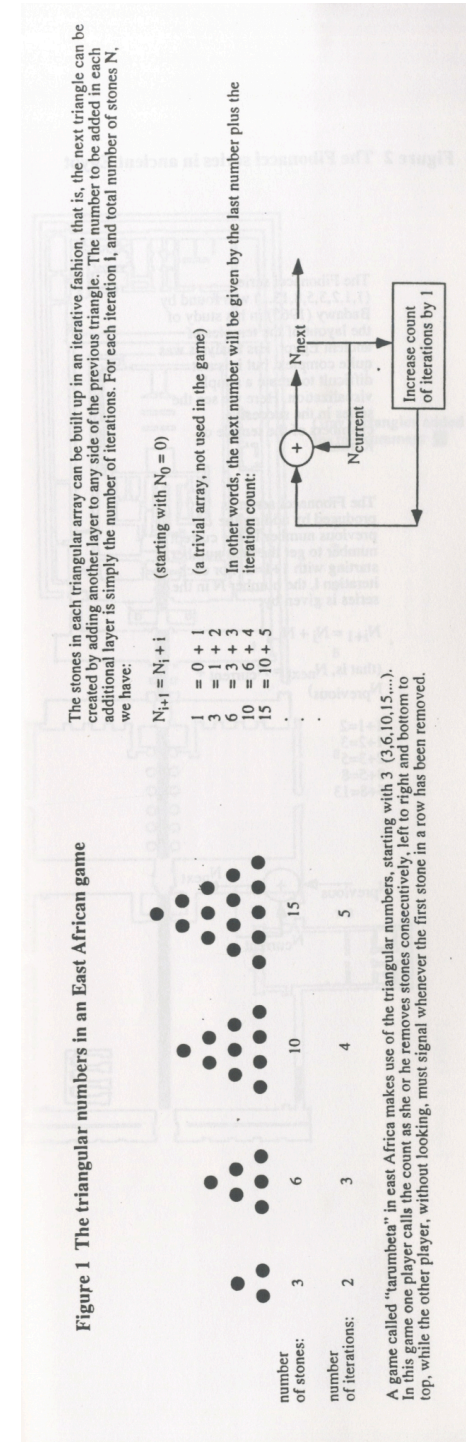 Figure 1 The triangular numbers in an East African game
number
of stones:
3
6
10
15
number
of iterations:
2
3
4
5
The stones in each triangular array can be built up in an iterative fashion, that is, the next triangle can be
created by adding another layer to any side of the previous triangle. The number to be added in each
additional layer is simply the number of iterations. For each iteration I, and total number of stones N,
we have:
Ni+1 = Ni + i (starting with N0 = 0)
1 = 0 + 1 (a trivial array, not used in the game)
3 = 1 + 2
6 = 3 + 3 In other words, the next number will be given by the last number plus the
10 = 6 + 4 iteration count:
15 = 10 + 5
.
.
.
+
Nnext
Ncurrent
Increase count
of iterations by 1
A game called "tarumbeta" in east Africa makes use of the triangular numbers, starting with 3 (3,6,10,15,...).
In this game one player calls the count as she or he removes stones consecutively, left to right and bottom to
top, while the other player, without looking, must signal whenever the first stone in a row has been removed.